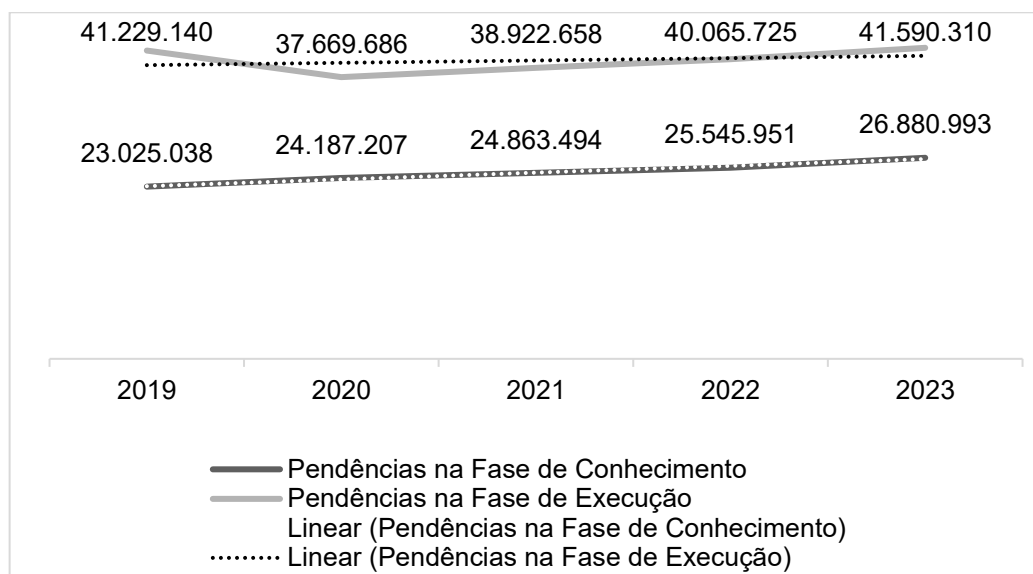 41.229.140 37.669.686 38.922.658 40.065.725 41.590.310
23.025.038 24.187.207 24.863.494 25.545.951 26.880.993
2019 2020 2021 2022 2023
Pendências na Fase de Conhecimento
Pendências na Fase de Execução
Linear (Pendências na Fase de Conhecimento)
Linear (Pendências na Fase de Execução)